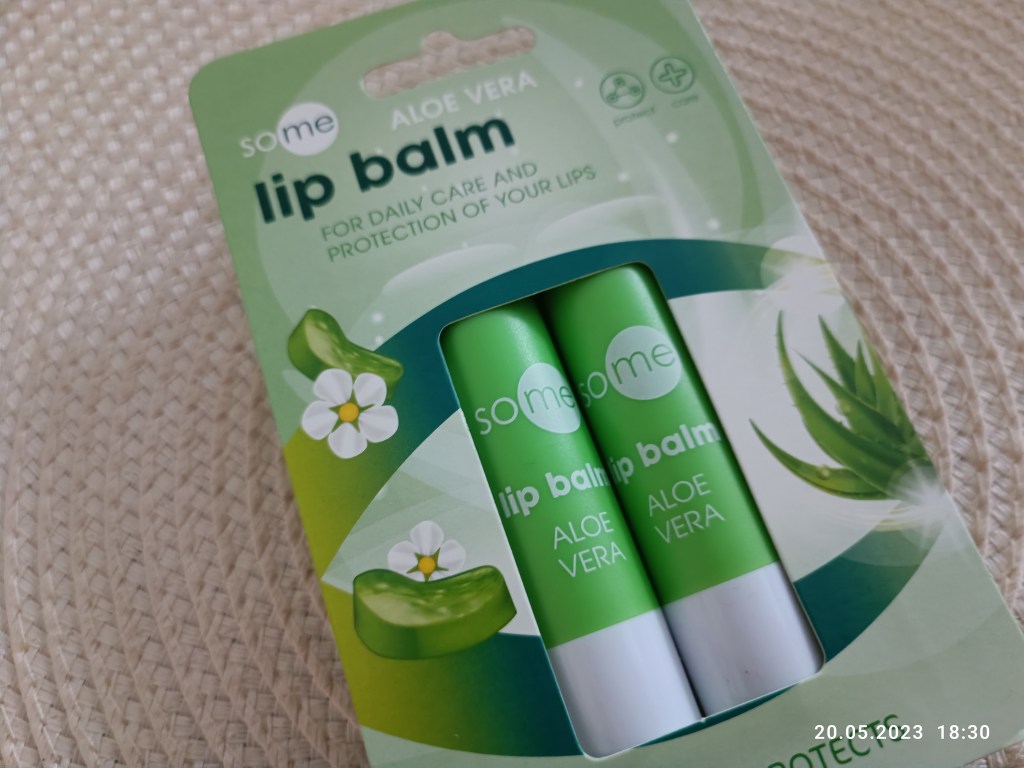 some
ALOE VERA
lip balm
FOR DAILY CARE AND
PROTECTION OF YOUR LIPS
protect
care
some
lip balm
ALOE
VERA
some
lip balm
ALOE
VERA
20.05.2023 18:30